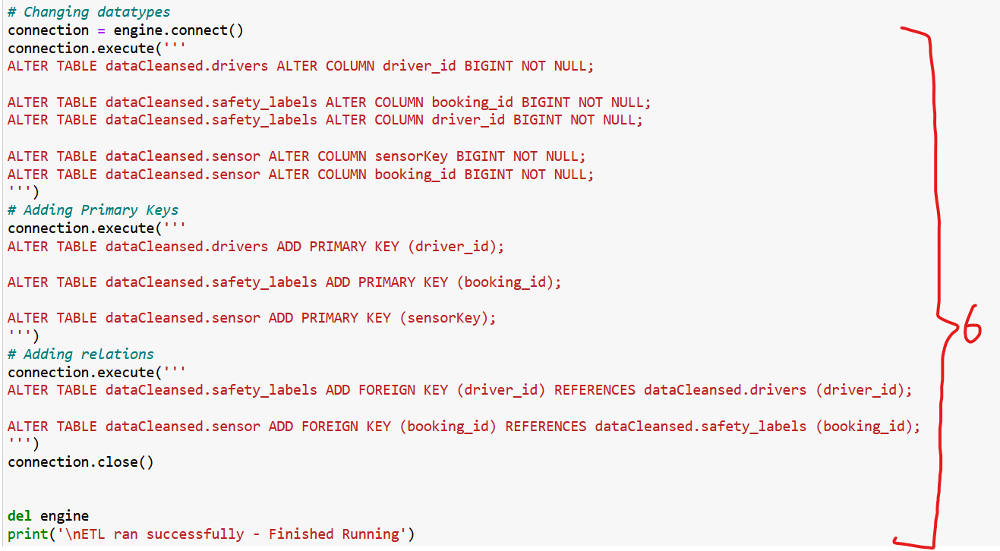 # Changing datatypes
connection = engine.connect()
connection.execute('''
ALTER TABLE dataCleansed.drivers ALTER COLUMN driver_id BIGINT NOT NULL;
ALTER TABLE dataCleansed.safety_labels ALTER COLUMN booking_id BIGINT NOT NULL;
ALTER TABLE dataCleansed.safety_labels ALTER COLUMN driver_id BIGINT NOT NULL;
ALTER TABLE dataCleansed.sensor ALTER COLUMN sensorKey BIGINT NOT NULL;
ALTER TABLE dataCleansed.sensor ALTER COLUMN booking_id BIGINT NOT NULL;
''')
# Adding Primary Keys
connection.execute('''
ALTER TABLE dataCleansed.drivers ADD PRIMARY KEY (driver_id);
ALTER TABLE dataCleansed.safety_labels ADD PRIMARY KEY (booking_id);
ALTER TABLE dataCleansed.sensor ADD PRIMARY KEY (sensorKey);
''')
# Adding relations
connection.execute('''
ALTER TABLE dataCleansed.safety_labels ADD FOREIGN KEY (driver_id) REFERENCES dataCleansed.drivers (driver_id);
ALTER TABLE dataCleansed.sensor ADD FOREIGN KEY (booking_id) REFERENCES dataCleansed.safety_labels (booking_id);
''')
connection.close()
del engine
print('\nETL ran successfully - Finished Running')
6